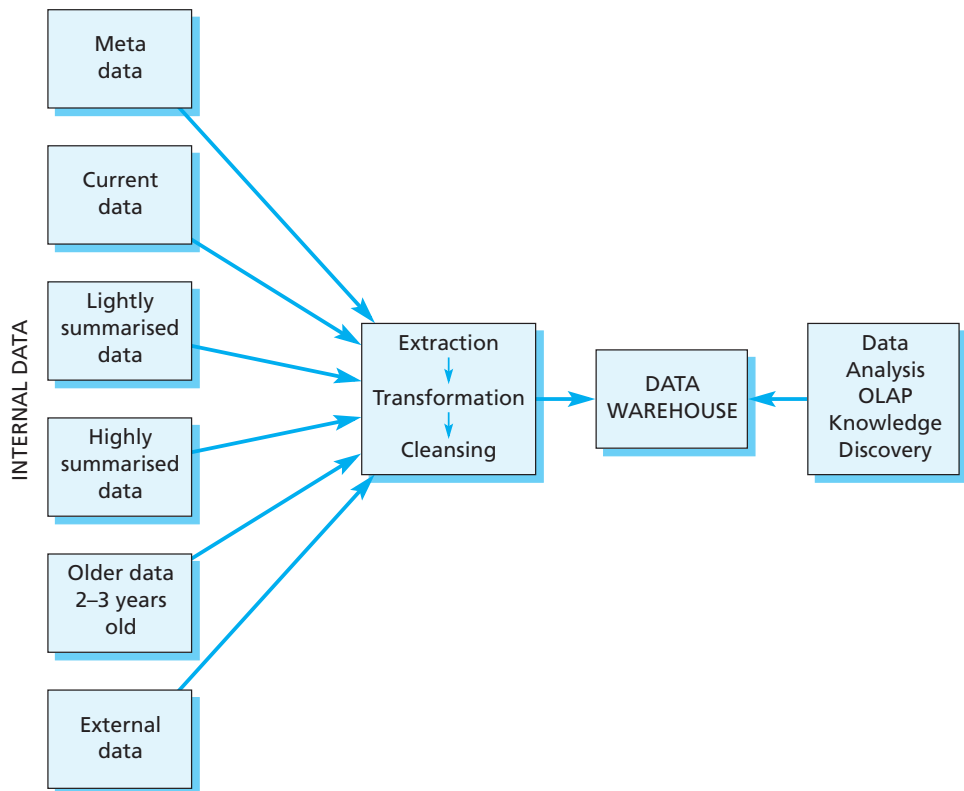 Meta
data
Current
data
Lightly
summarised
data
Highly
summarised
data
Older data
2–3 years
old
External
data
INTERNAL DATA
Extraction
Transformation
Cleansing
DATA
WAREHOUSE
Data
Analysis
OLAP
Knowledge
Discovery